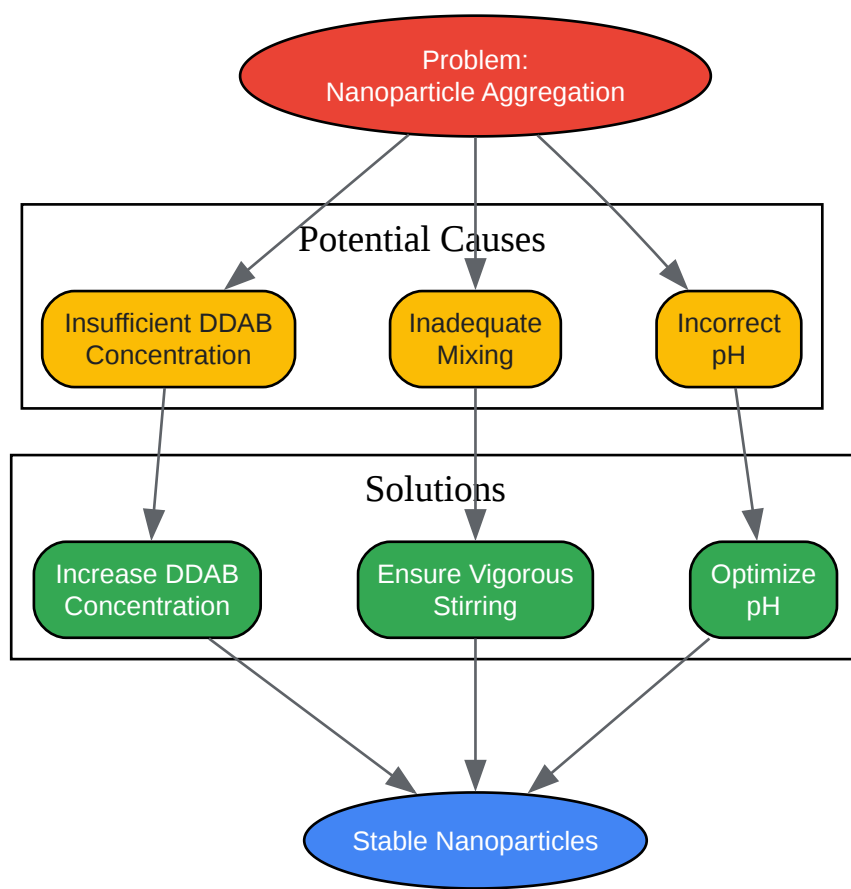 Problem:
Nanoparticle Aggregation
Potential Causes
Insufficient DDAB
Concentration
Inadequate
Mixing
Incorrect
pH
Solutions
Increase DDAB
Concentration
Ensure Vigorous
Stirring
Optimize
pH
Stable Nanoparticles